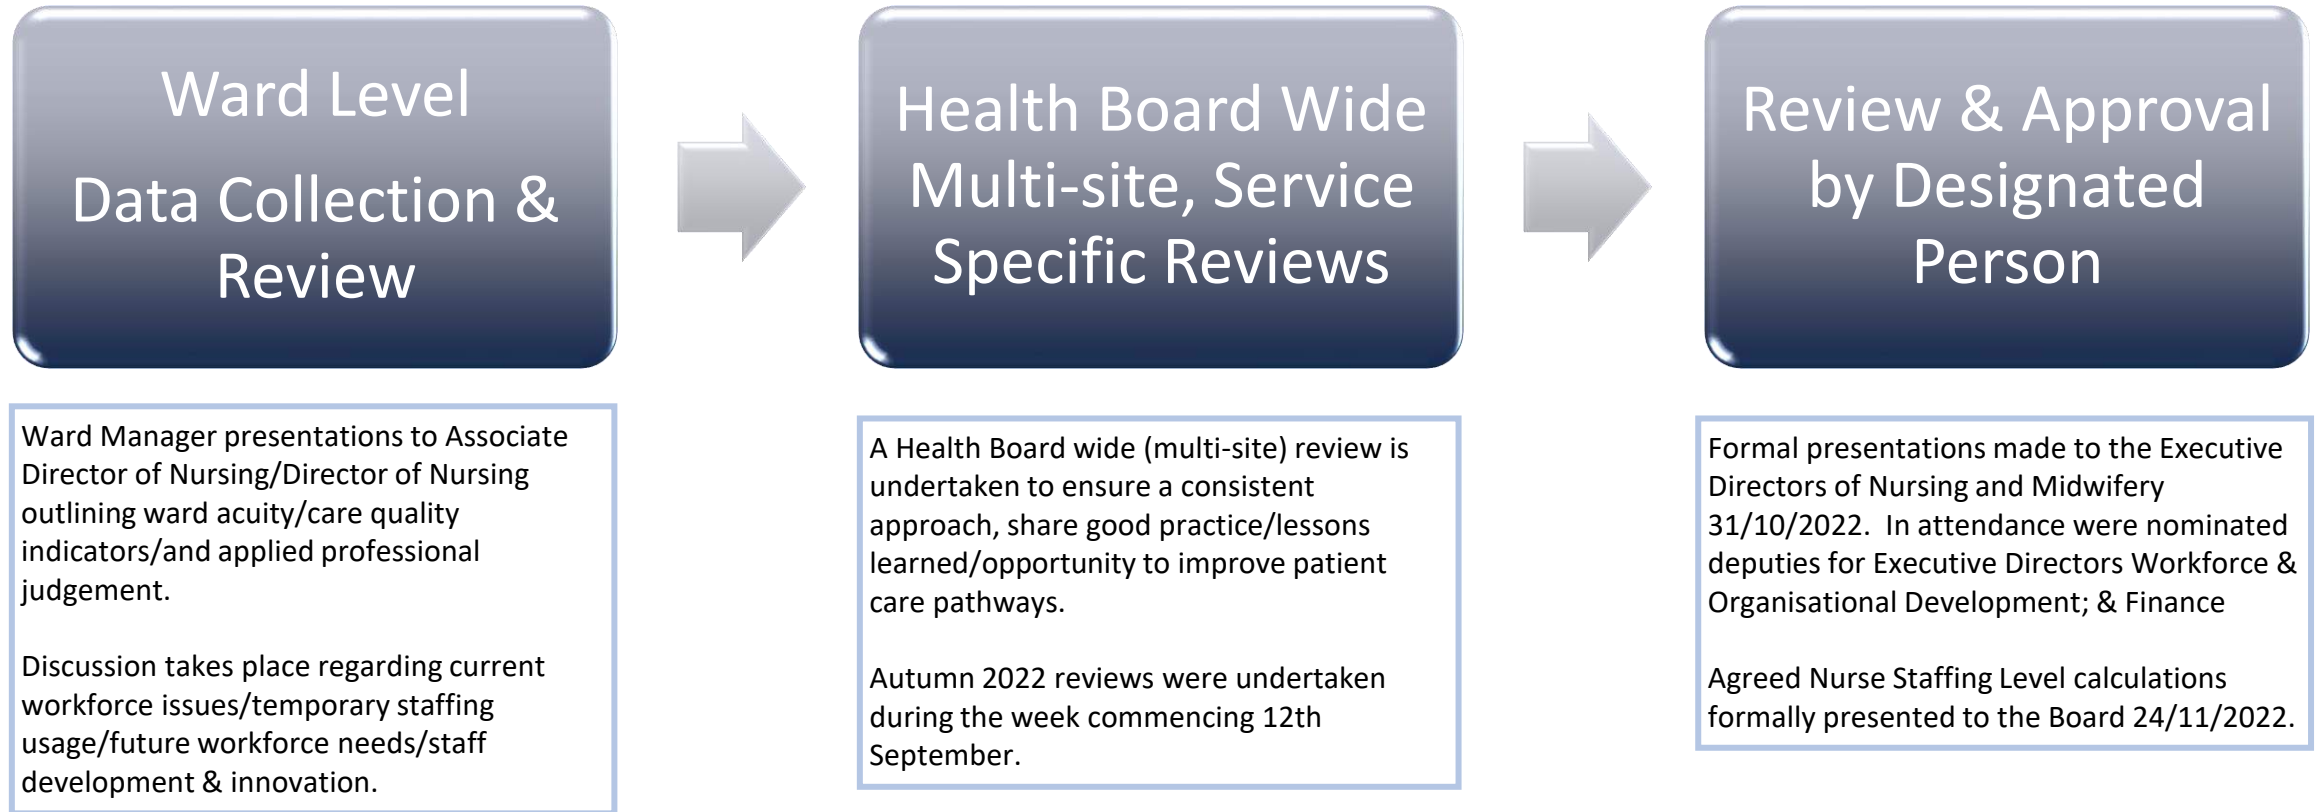 Ward Level
Data Collection &
Review
Health Board Wide
Multi-site, Service
Specific Reviews
Review & Approval
by Designated
Person
Ward Manager presentations to Associate
Director of Nursing/Director of Nursing
outlining ward acuity/care quality
indicators/and applied professional
judgement.
Discussion takes place regarding current
workforce issues/temporary staffing
usage/future workforce needs/staff
development & innovation.
A Health Board wide (multi-site) review is
undertaken to ensure a consistent
approach, share good practice/lessons
learned/opportunity to improve patient
care pathways.
Autumn 2022 reviews were undertaken
during the week commencing 12th
September.
Formal presentations made to the Executive
Directors of Nursing and Midwifery
31/10/2022.  In attendance were nominated
deputies for Executive Directors Workforce &
Organisational Development; & Finance
Agreed Nurse Staffing Level calculations
formally presented to the Board 24/11/2022.